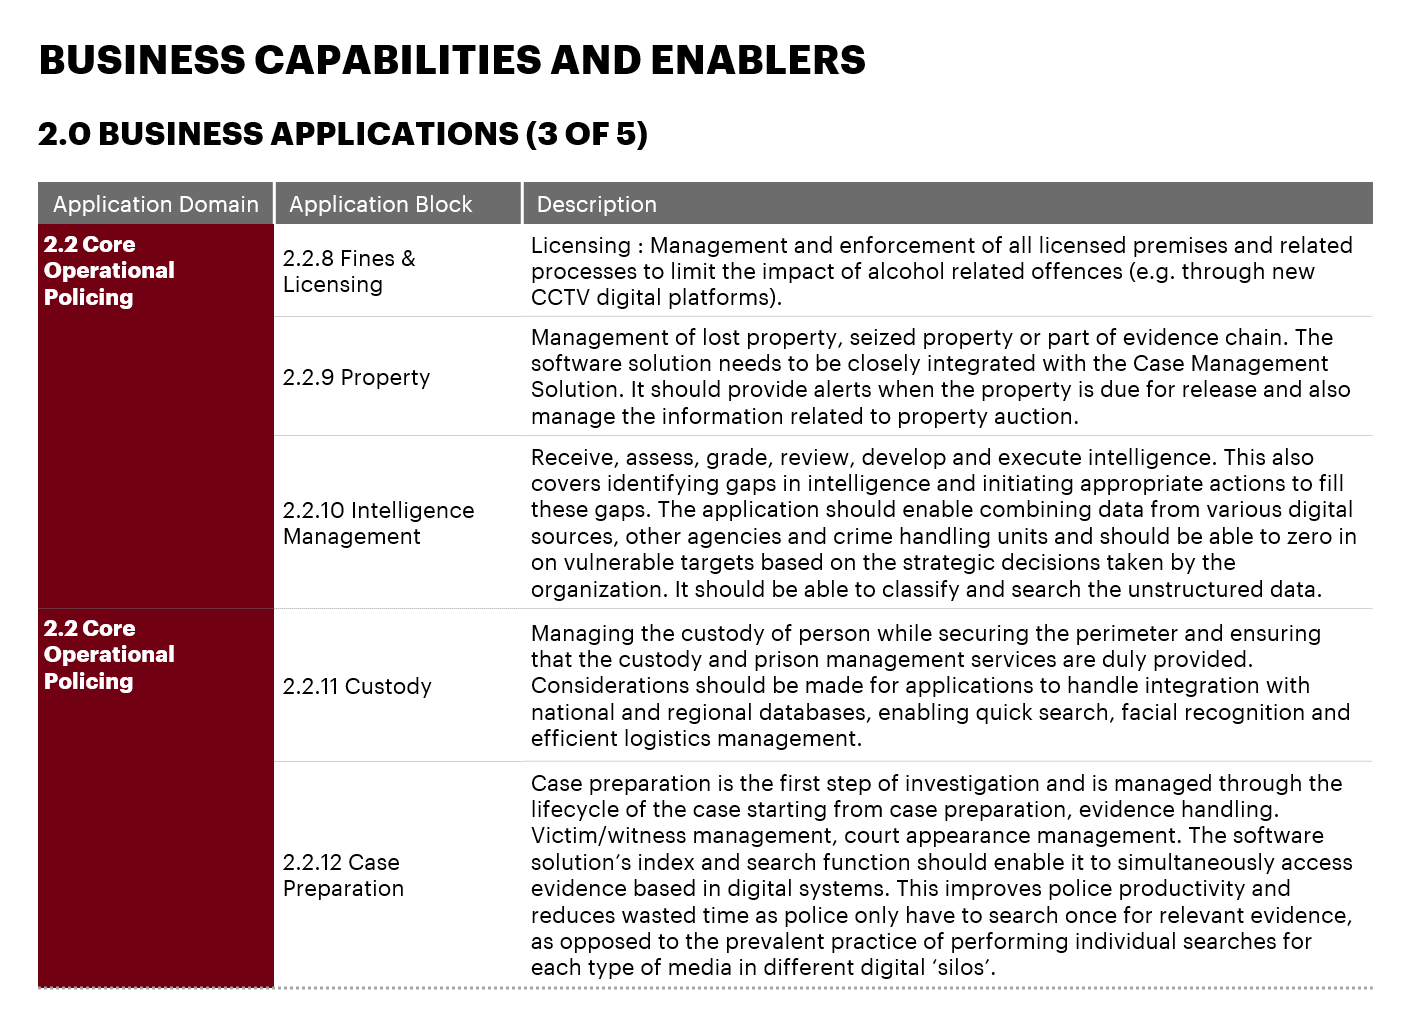 BUSINESS CAPABILITIES AND ENABLERS
2.0 BUSINESS APPLICATIONS (3 OF 5)
Application Domain
Application Block
Description
2.2 Core
Operational
Policing
2.2.8 Fines &
Licensing
Licensing : Management and enforcement of all licensed premises and related
processes to limit the impact of alcohol related offences (e.g. through new
CCTV digital platforms).
2.2.9 Property
Management of lost property, seized property or part of evidence chain. The
software solution needs to be closely integrated with the Case Management
Solution. It should provide alerts when the property is due for release and also
manage the information related to property auction.
2.2.10 Intelligence
Management
Receive, assess, grade, review, develop and execute intelligence. This also
covers identifying gaps in intelligence and initiating appropriate actions to fill
these gaps. The application should enable combining data from various digital
sources, other agencies and crime handling units and should be able to zero in
on vulnerable targets based on the strategic decisions taken by the
organization. It should be able to classify and search the unstructured data.
2.2 Core
Operational
Policing
2.2.11 Custody
Managing the custody of person while securing the perimeter and ensuring
that the custody and prison management services are duly provided.
Considerations should be made for applications to handle integration with
national and regional databases, enabling quick search, facial recognition and
efficient logistics management.
2.2.12 Case
Preparation
Case preparation is the first step of investigation and is managed through the
lifecycle of the case starting from case preparation, evidence handling.
Victim/witness management, court appearance management. The software
solution’s index and search function should enable it to simultaneously access
evidence based in digital systems. This improves police productivity and
reduces wasted time as police only have to search once for relevant evidence,
as opposed to the prevalent practice of performing individual searches for
each type of media in different digital ‘silos’.